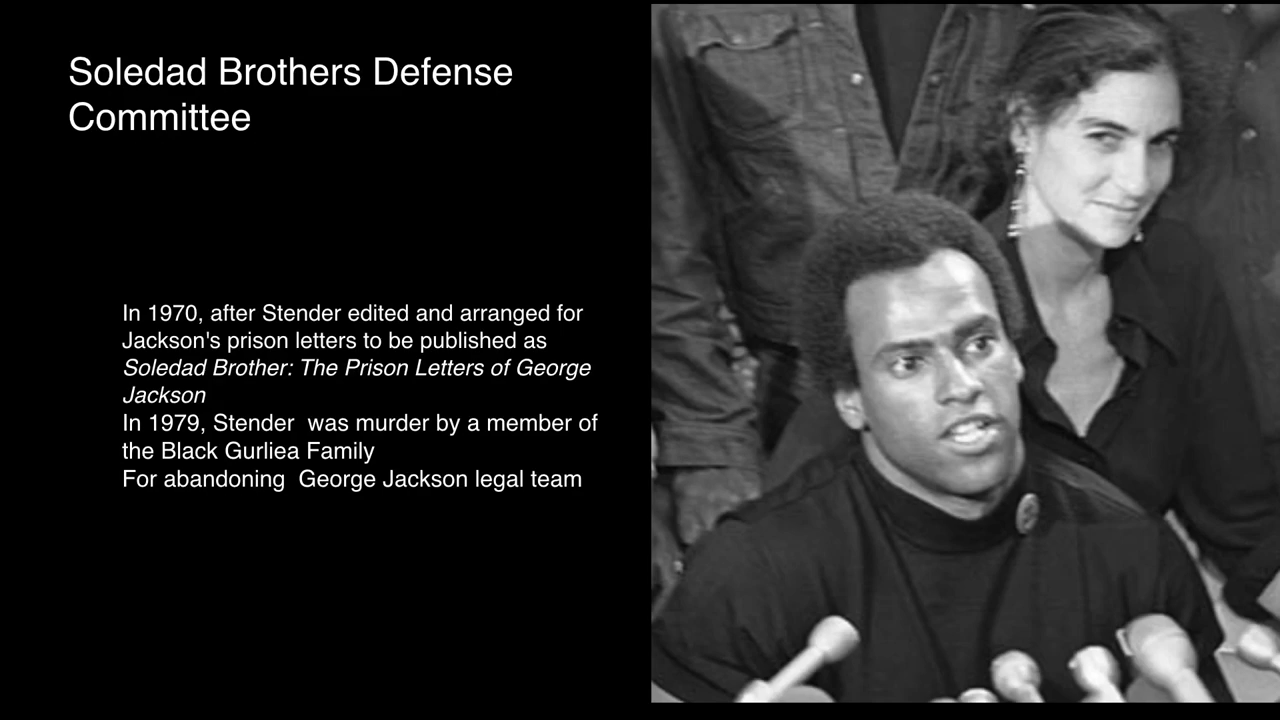 Soledad Brothers Defense
Committee
In 1970, after Stender edited and arranged for
Jackson's prison letters to be published as
Soledad Brother: The Prison Letters of George
Jackson
In 1979, Stender  was murder by a member of
the Black Gurliea Family
For abandoning  George Jackson legal team